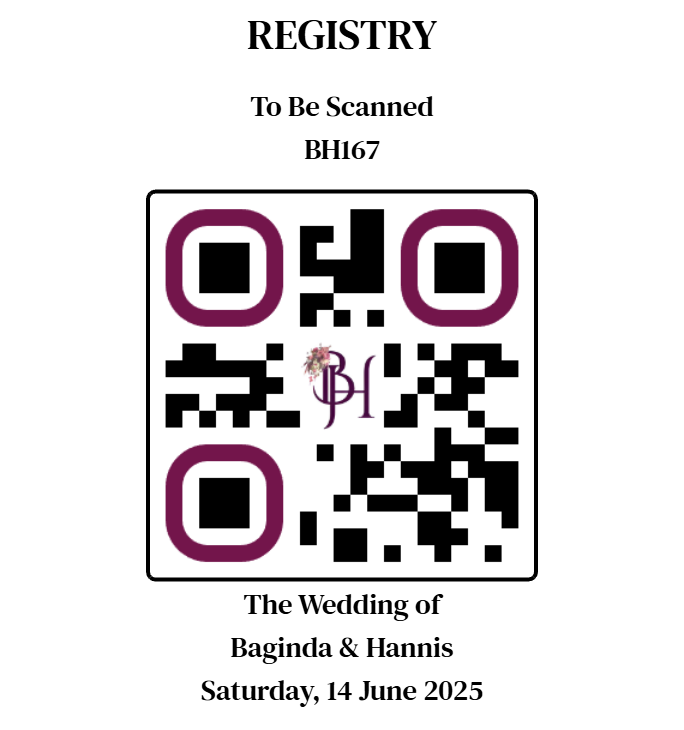 REGISTRY
To Be Scanned
BH167
BH
The Wedding of
Baginda & Hannis
Saturday, 14 June 2025